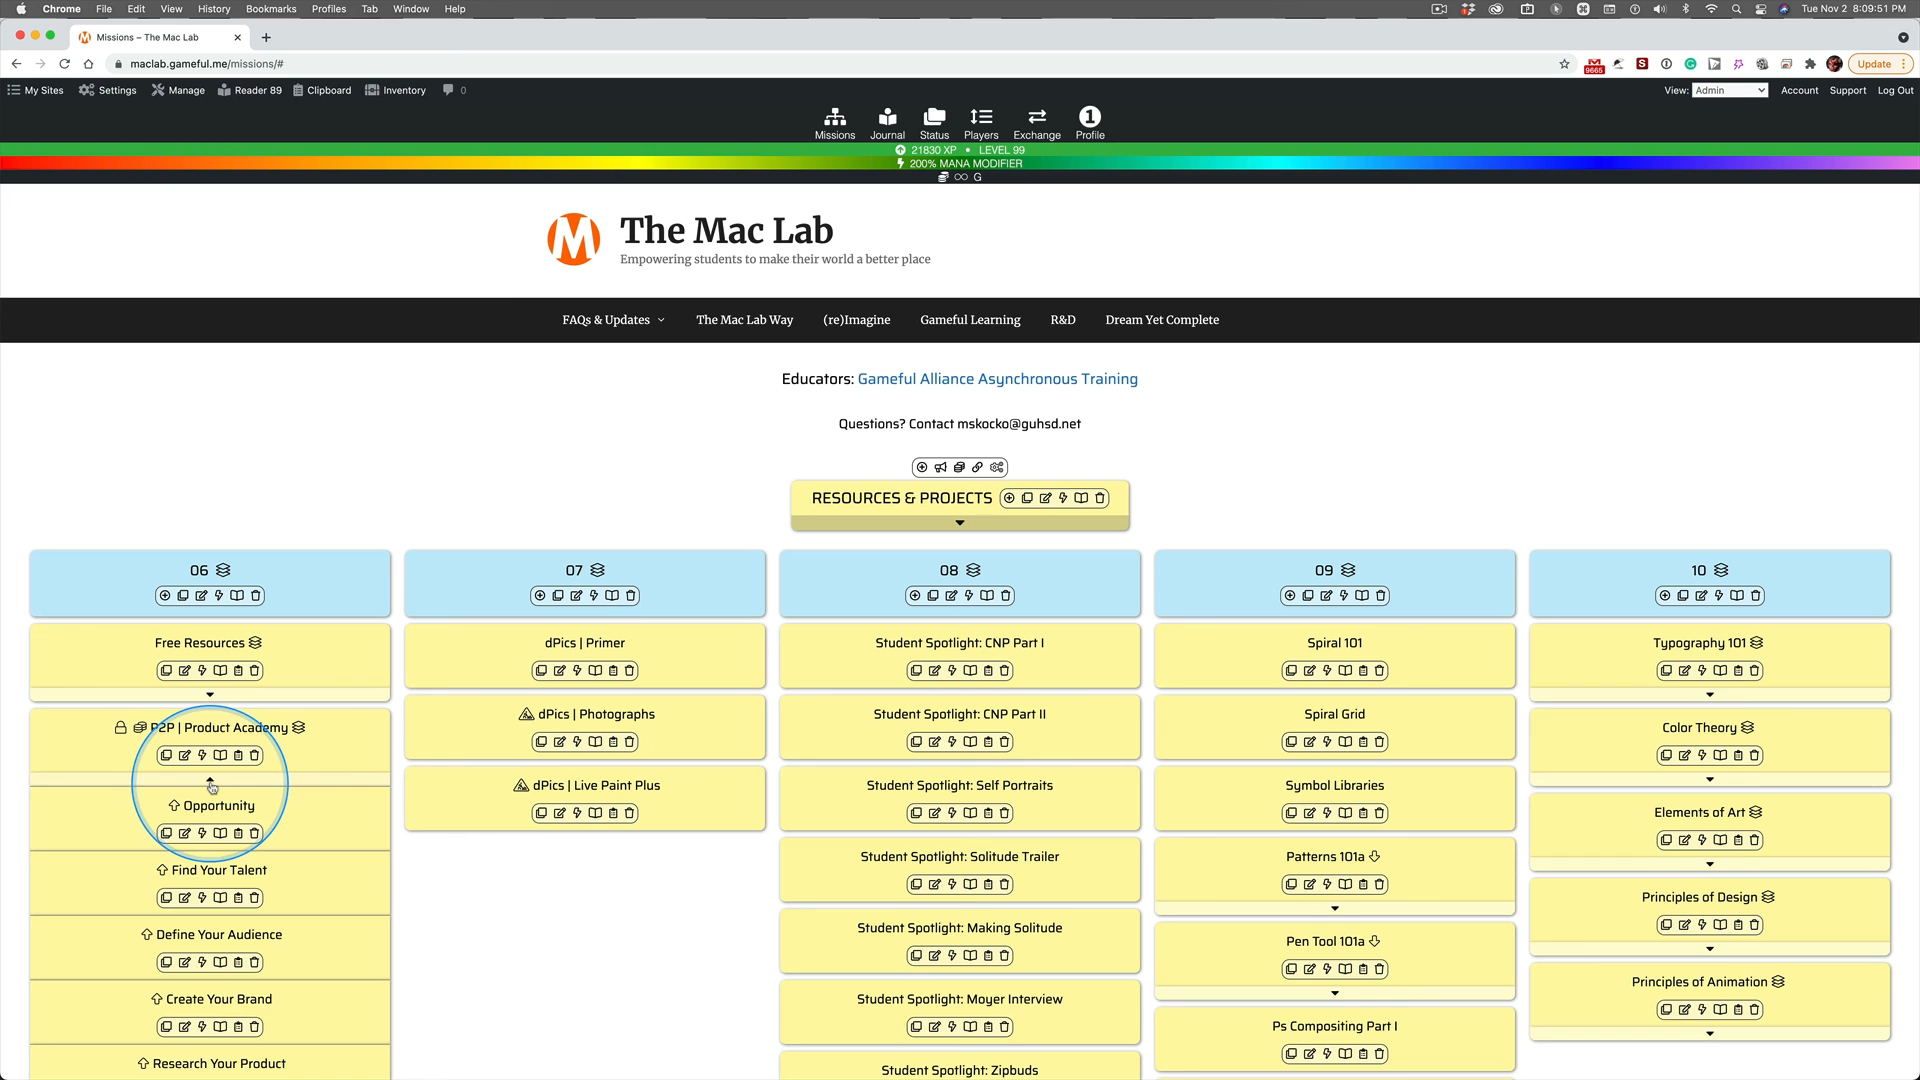 Chrome File Edit View History Bookmarks Profiles Tab Window Help Tue Nov 2 8:09:51 PM
Missions – The Mac Lab
maclab.gameful.me/missions/# 9665 Update
My Sites Settings Manage Reader 89 Clipboard Inventory 0 View: Admin Account Support Log Out
Missions Journal Status Players Exchange Profile
21830 XP • LEVEL 99
200% MANA MODIFIER
∞ G
The Mac Lab
Empowering students to make their world a better place
FAQs & Updates The Mac Lab Way (re)Imagine Gameful Learning R&D Dream Yet Complete
Educators: Gameful Alliance Asynchronous Training
Questions? Contact mskocko@guhsd.net
RESOURCES & PROJECTS
06
Free Resources
P2P | Product Academy
Opportunity
Find Your Talent
Define Your Audience
Create Your Brand
Research Your Product
07
dPics | Primer
dPics | Photographs
dPics | Live Paint Plus
08
Student Spotlight: CNP Part I
Student Spotlight: CNP Part II
Student Spotlight: Self Portraits
Student Spotlight: Solitude Trailer
Student Spotlight: Making Solitude
Student Spotlight: Moyer Interview
Student Spotlight: Zipbuds
09
Spiral 101
Spiral Grid
Symbol Libraries
Patterns 101a
Pen Tool 101a
Ps Compositing Part I
10
Typography 101
Color Theory
Elements of Art
Principles of Design
Principles of Animation